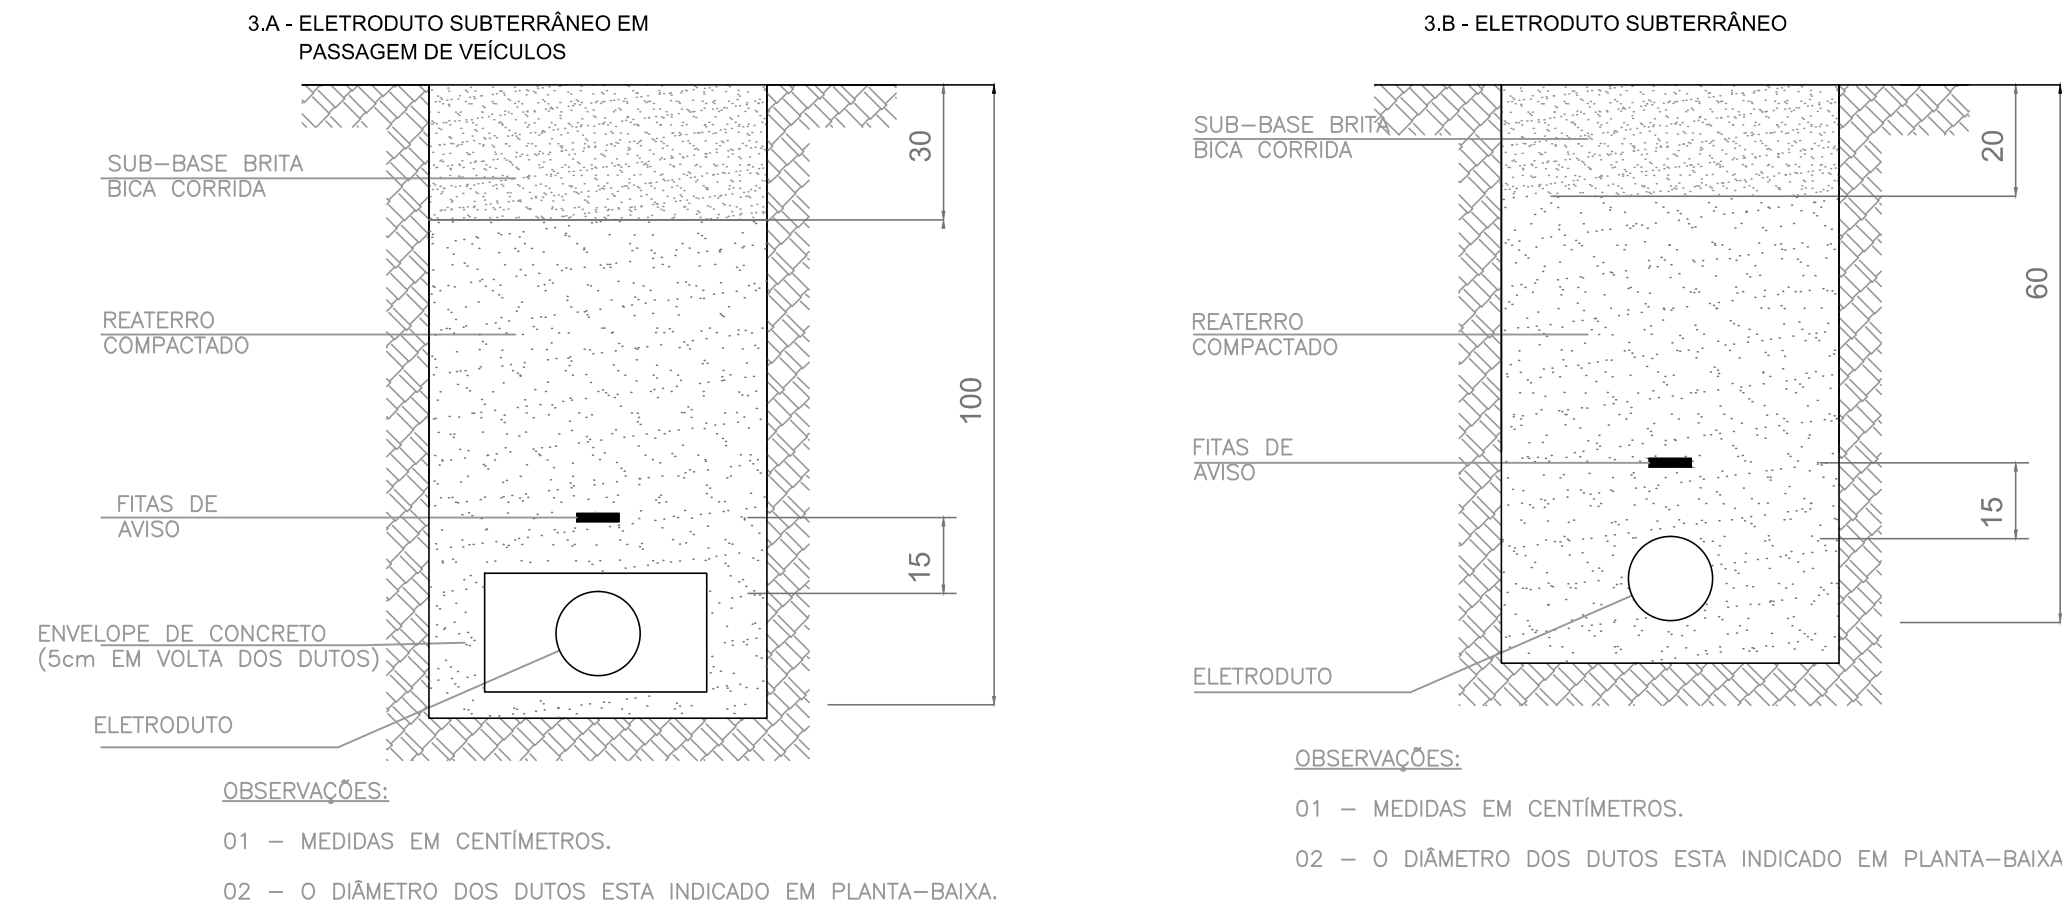 3.A - ELETRODUTO SUBTERRÂNEO EM
PASSAGEM DE VEÍCULOS
SUB-BASE BRITA
BICA CORRIDA
30
REATERRO
COMPACTADO
100
FITAS DE
AVISO
15
ENVELOPE DE CONCRETO
(5cm EM VOLTA DOS DUTOS)
ELETRODUTO
OBSERVAÇÕES:
01 - MEDIDAS EM CENTÍMETROS.
02 - O DIÂMETRO DOS DUTOS ESTA INDICADO EM PLANTA-BAIXA.
3.B - ELETRODUTO SUBTERRÂNEO
SUB-BASE BRITA
BICA CORRIDA
20
60
REATERRO
COMPACTADO
FITAS DE
AVISO
15
ELETRODUTO
OBSERVAÇÕES:
01 - MEDIDAS EM CENTÍMETROS.
02 - O DIÂMETRO DOS DUTOS ESTA INDICADO EM PLANTA-BAIXA